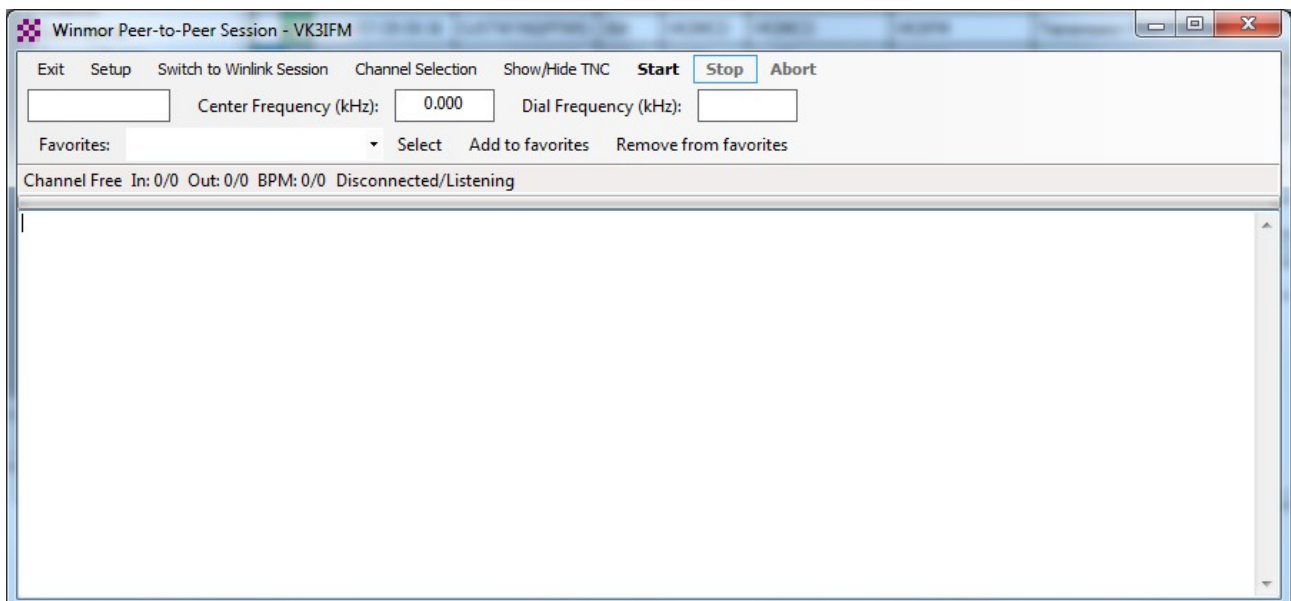 Winmor Peer-to-Peer Session - VK3IFM
Exit Setup Switch to Winlink Session Channel Selection Show/Hide TNC Start Stop Abort
Center Frequency (kHz): 0.000 Dial Frequency (kHz):
Favorites: Select Add to favorites Remove from favorites
Channel Free In: 0/0 Out: 0/0 BPM: 0/0 Disconnected/Listening